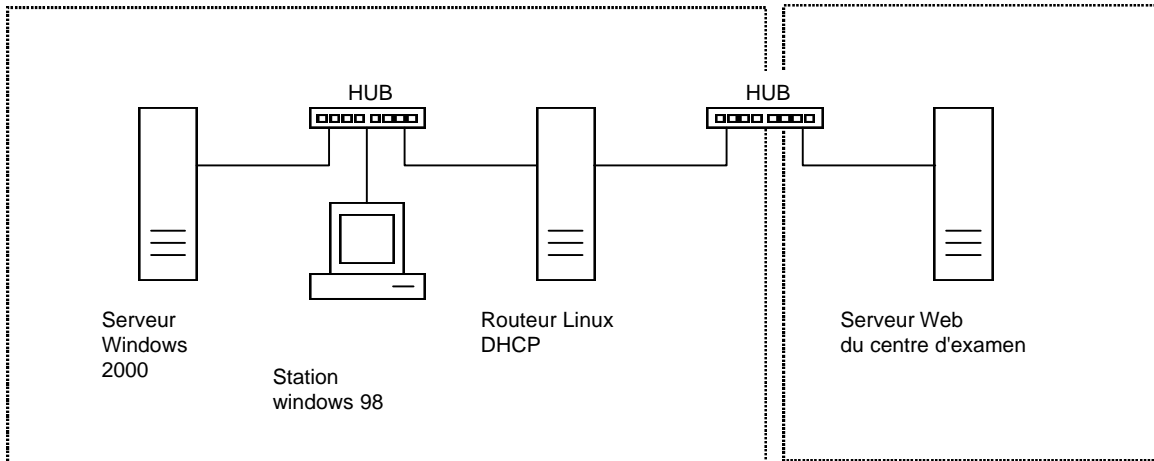 HUB
HUB
Serveur
Windows
2000
Station
windows 98
Routeur Linux
DHCP
Serveur Web
du centre d'examen